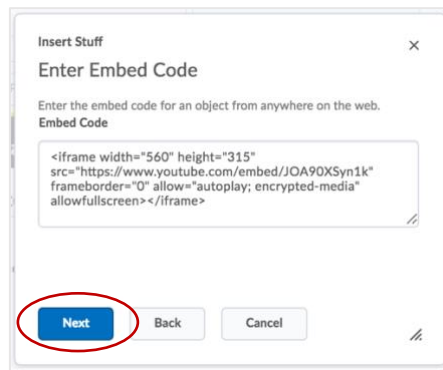 Insert Stuff
Enter Embed Code
Enter the embed code for an object from anywhere on the web.
Embed Code
<iframe width="560" height="315"
src="https://www.youtube.com/embed/JOA90XSyn1k"
frameborder="0" allow="autoplay; encrypted-media"
allowfullscreen></iframe>
Next Back Cancel